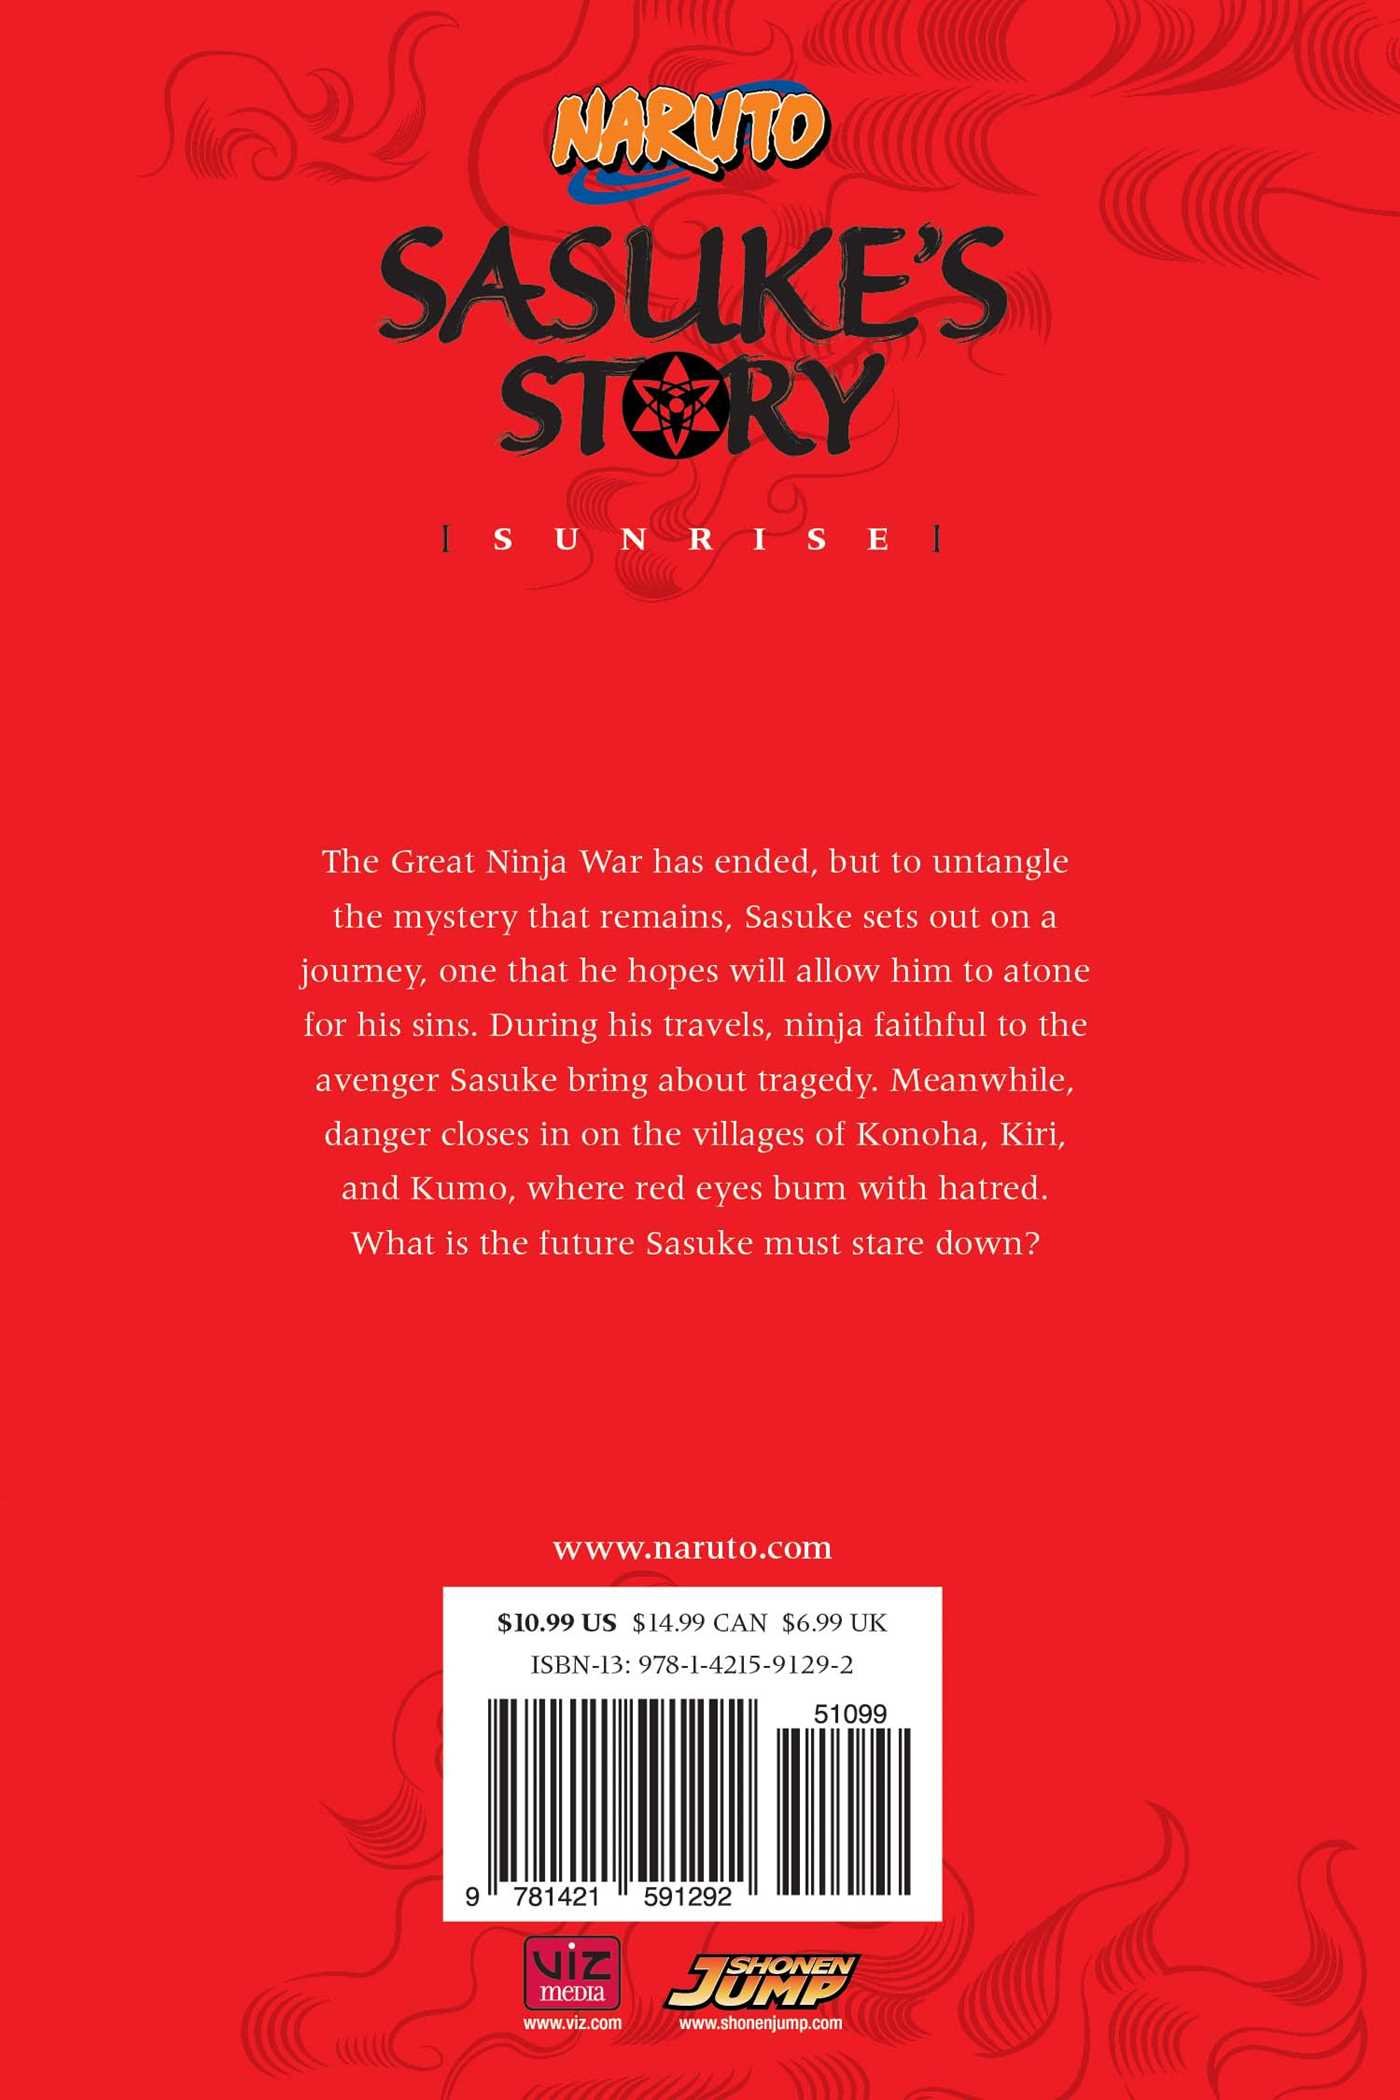 NARUTO
SASUKE'S
STORY
[ SUNRISE ]
The Great Ninja War has ended, but to untangle
the mystery that remains, Sasuke sets out on a
journey, one that he hopes will allow him to atone
for his sins. During his travels, ninja faithful to the
avenger Sasuke bring about tragedy. Meanwhile,
danger closes in on the villages of Konoha, Kiri,
and Kumo, where red eyes burn with hatred.
What is the future Sasuke must stare down?
www.naruto.com
$10.99 US $14.99 CAN $6.99 UK
ISBN-13: 978-1-4215-9129-2
51099
9 781421 591292
viz
media
www.viz.com
SHONEN
JUMP
www.shonenjump.com